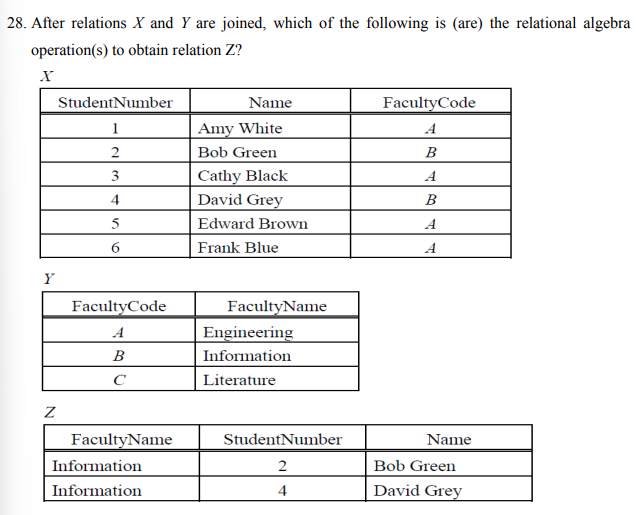 28. After relations X and Y are joined, which of the following is (are) the relational algebra
operation(s) to obtain relation Z?
X
StudentNumber Name FacultyCode
1 Amy White A
2 Bob Green B
3 Cathy Black A
4 David Grey B
5 Edward Brown A
6 Frank Blue A
Y
FacultyCode FacultyName
A Engineering
B Information
C Literature
Z
FacultyName StudentNumber Name
Information 2 Bob Green
Information 4 David Grey